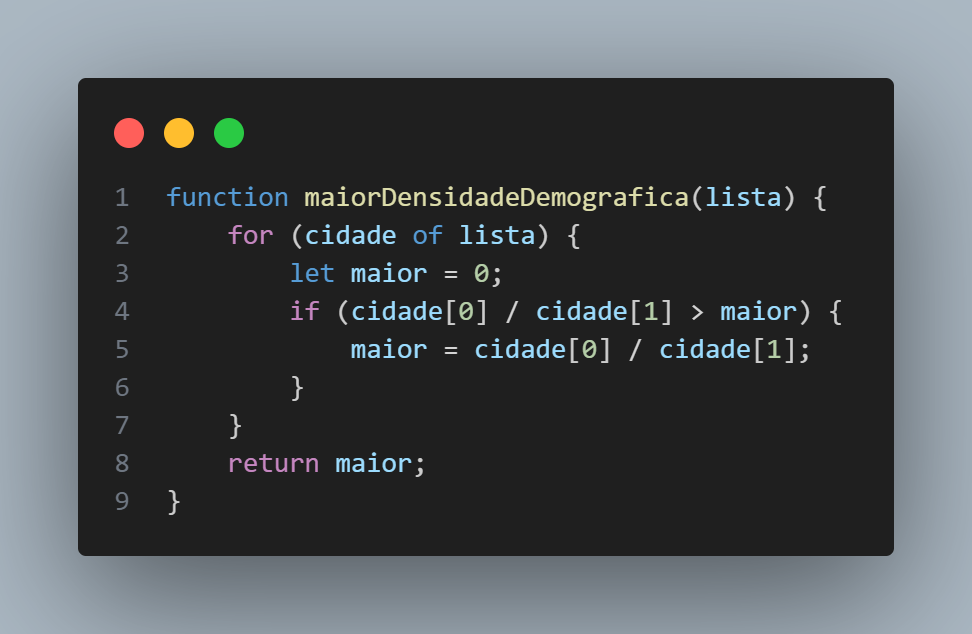 1 function maiorDensidadeDemografica(lista) {
2     for (cidade of lista) {
3         let maior = 0;
4         if (cidade[0] / cidade[1] > maior) {
5             maior = cidade[0] / cidade[1];
6         }
7     }
8     return maior;
9 }